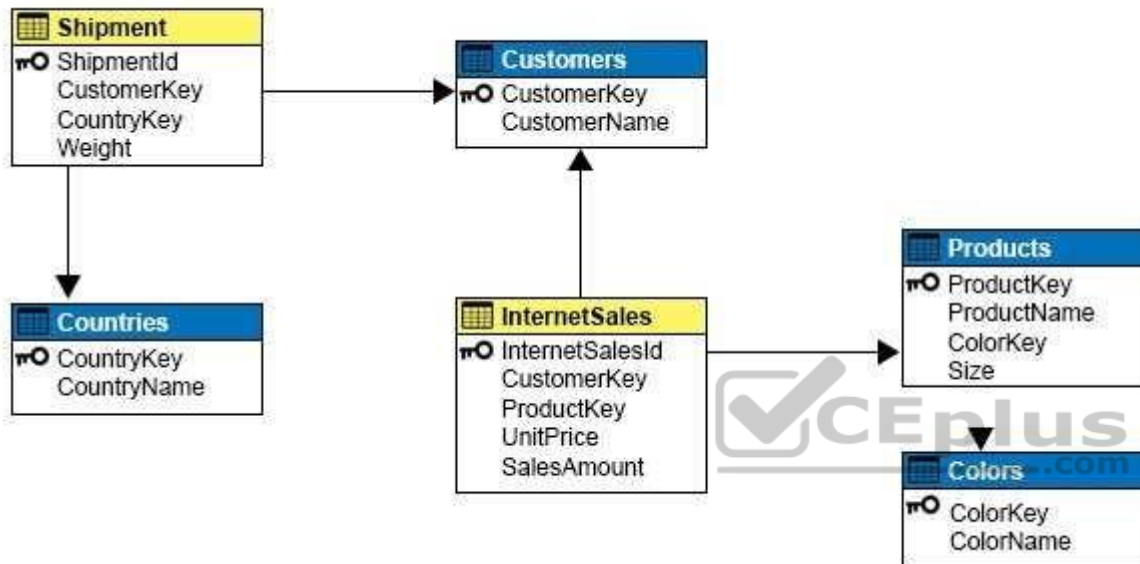 Shipment
ShipmentId
CustomerKey
CountryKey
Weight
Customers
CustomerKey
CustomerName
Countries
CountryKey
CountryName
InternetSales
InternetSalesId
CustomerKey
ProductKey
UnitPrice
SalesAmount
Products
ProductKey
ProductName
ColorKey
Size
CEplus
.com
Colors
ColorKey
ColorName